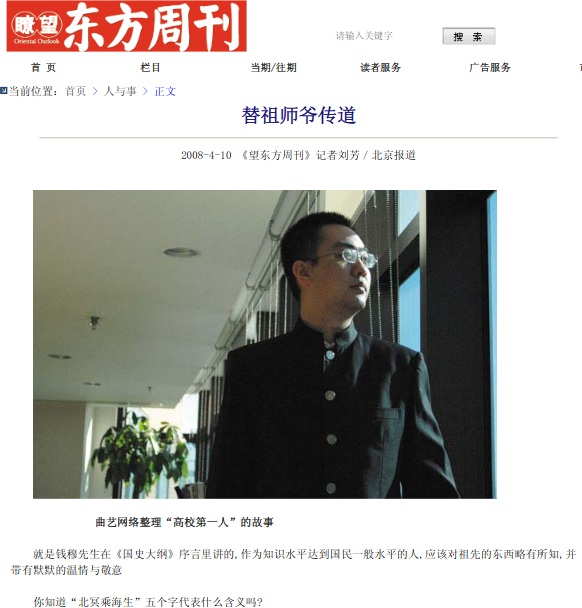 瞭望 东方周刊
Oriental Outlook
请输入关键字
搜 索
首 页 栏目 当期/往期 读者服务 广告服务
当前位置：首页 > 人与事 > 正文
替祖师爷传道
2008-4-10 《望东方周刊》记者刘芳 / 北京报道
曲艺网络整理“高校第一人”的故事
就是钱穆先生在《国史大纲》序言里讲的,作为知识水平达到国民一般水平的人,应该对祖先的东西略有所知,并
带有默默的温情与敬意
你知道“北冥乘海生”五个字代表什么含义吗?